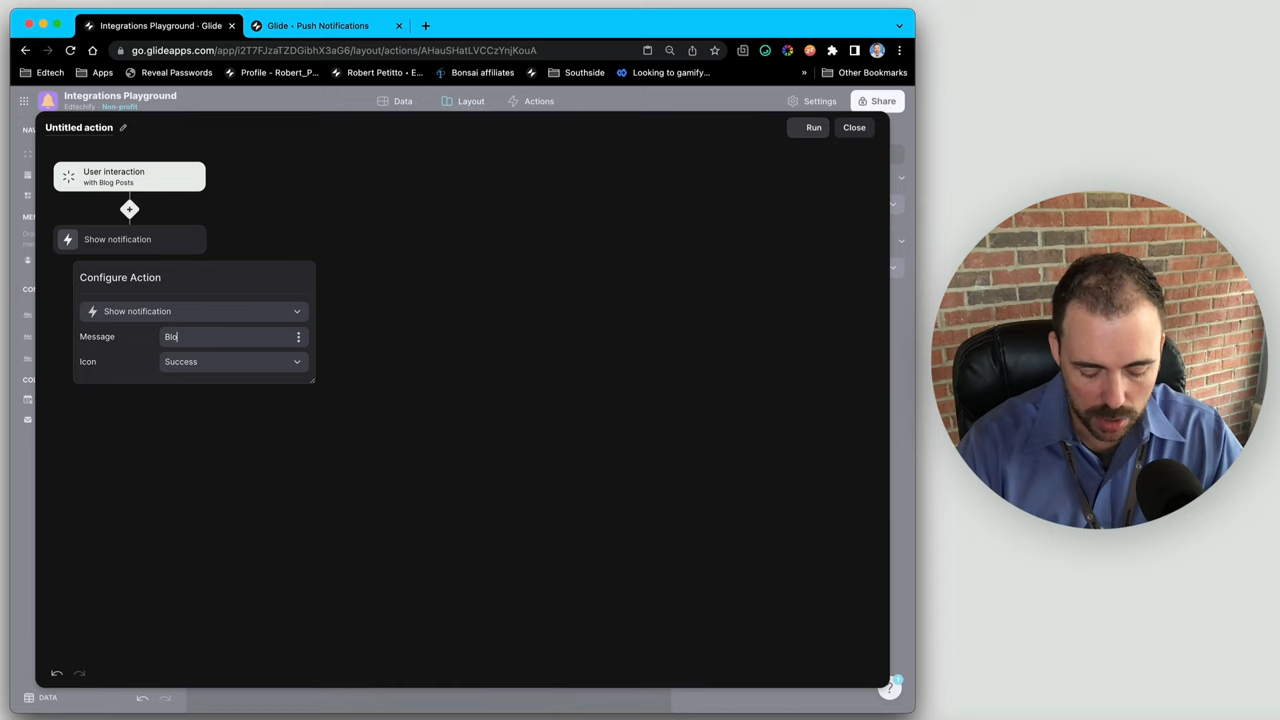 Integrations Playground · Glide
Glide • Push Notifications
go.glideapps.com/app/i2T7FJzaTZDGibhX3aG6/layout/actions/AHauSHatLVCCzYnjKouA
Edtech
Apps
Reveal Passwords
Profile - Robert_P...
Robert Petitto • E...
Bonsai affiliates
Southside
Looking to gamify...
»
Other Bookmarks
Integrations Playground
Edtechify · Non-profit
Data
Layout
Actions
Settings
Share
Untitled action
Run
Close
User interaction
with Blog Posts
Show notification
Configure Action
Show notification
Message
Blo
Icon
Success
DATA
?